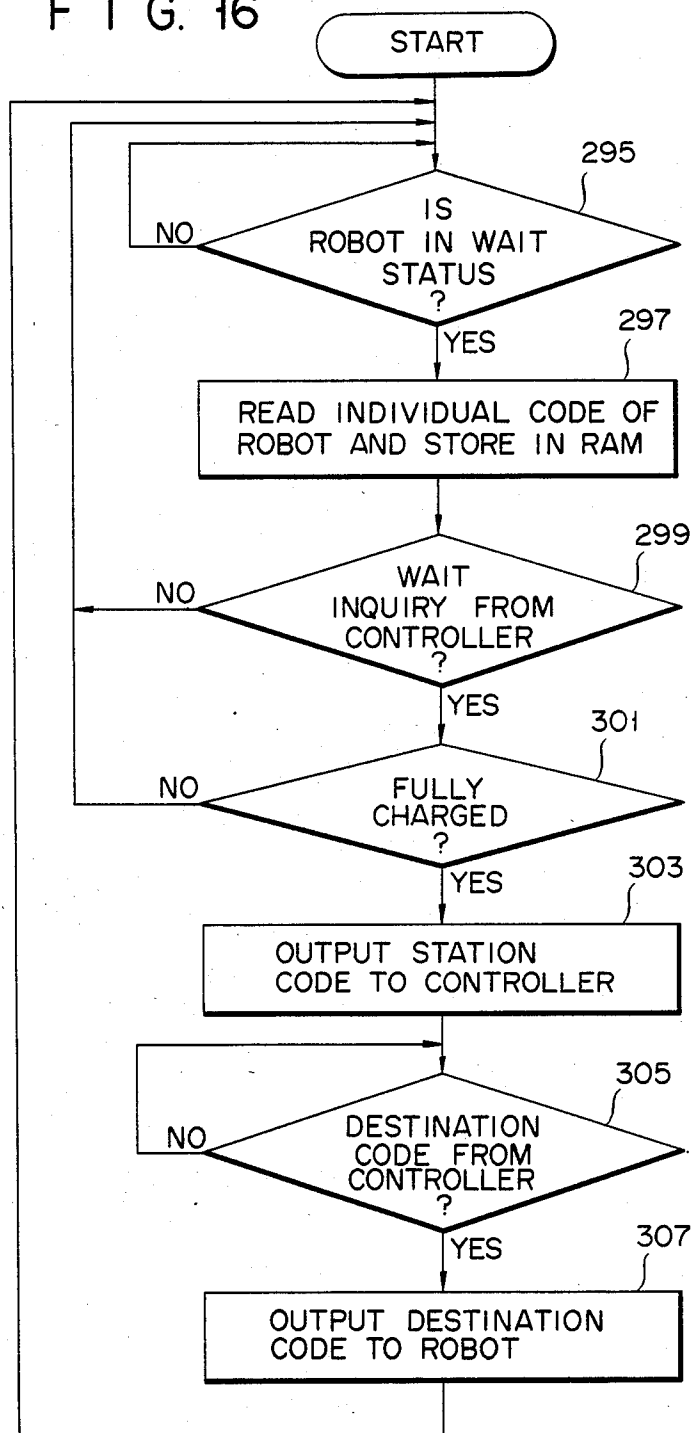 FIG. 16
START
295
IS
ROBOT IN WAIT
STATUS
?
NO
YES
297
READ INDIVIDUAL CODE OF
ROBOT AND STORE IN RAM
299
WAIT
INQUIRY FROM
CONTROLLER
?
NO
YES
301
FULLY
CHARGED
?
NO
YES
303
OUTPUT STATION
CODE TO CONTROLLER
305
DESTINATION
CODE FROM
CONTROLLER
?
NO
YES
307
OUTPUT DESTINATION
CODE TO ROBOT